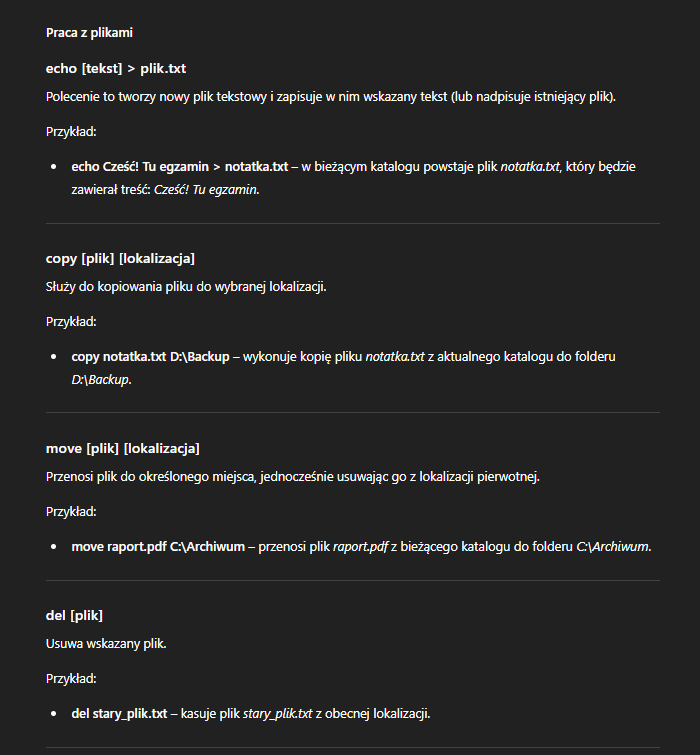 Praca z plikami
echo [tekst] > plik.txt
Polecenie to tworzy nowy plik tekstowy i zapisuje w nim wskazany tekst (lub nadpisuje istniejący plik).
Przykład:
• echo Cześć! Tu egzamin > notatka.txt – w bieżącym katalogu powstaje plik notatka.txt, który będzie
zawierał treść: Cześć! Tu egzamin.
copy [plik] [lokalizacja]
Służy do kopiowania pliku do wybranej lokalizacji.
Przykład:
• copy notatka.txt D:\Backup – wykonuje kopię pliku notatka.txt z aktualnego katalogu do folderu
D:\Backup.
move [plik] [lokalizacja]
Przenosi plik do określonego miejsca, jednocześnie usuwając go z lokalizacji pierwotnej.
Przykład:
• move raport.pdf C:\Archiwum – przenosi plik raport.pdf z bieżącego katalogu do folderu C:\Archiwum.
del [plik]
Usuwa wskazany plik.
Przykład:
• del stary_plik.txt – kasuje plik stary_plik.txt z obecnej lokalizacji.